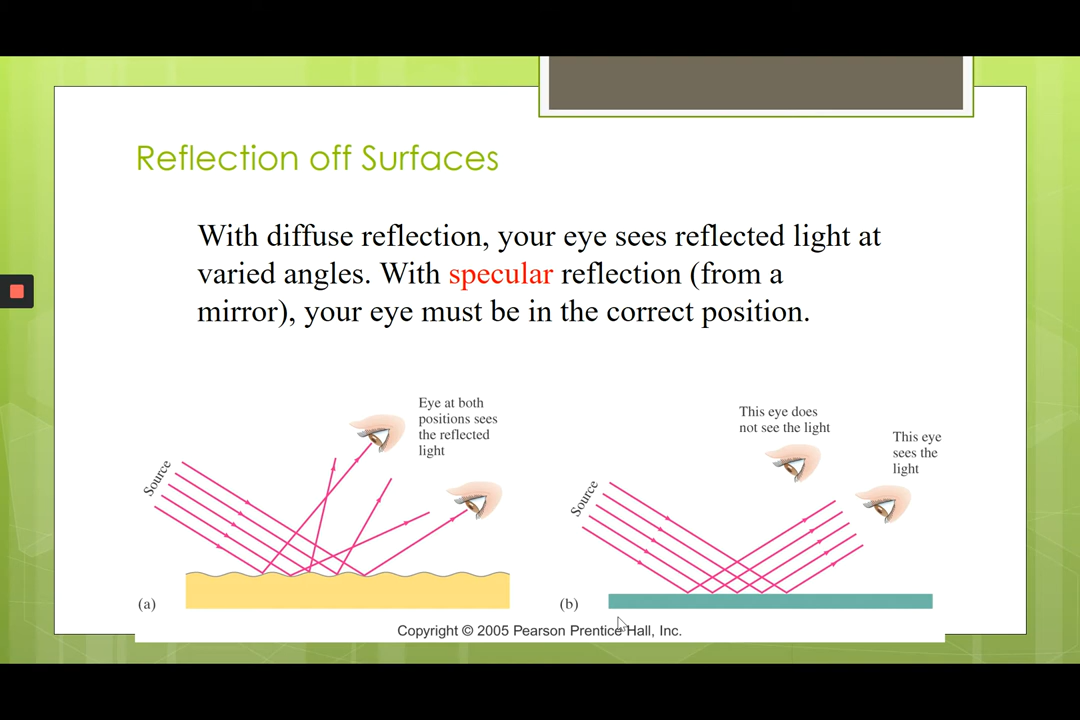 Reflection off Surfaces
With diffuse reflection, your eye sees reflected light at
varied angles. With specular reflection (from a
mirror), your eye must be in the correct position.
Source
Eye at both
positions sees
the reflected
light
(a)
Source
This eye does
not see the light
This eye
sees the
light
(b)
Copyright © 2005 Pearson Prentice Hall, Inc.